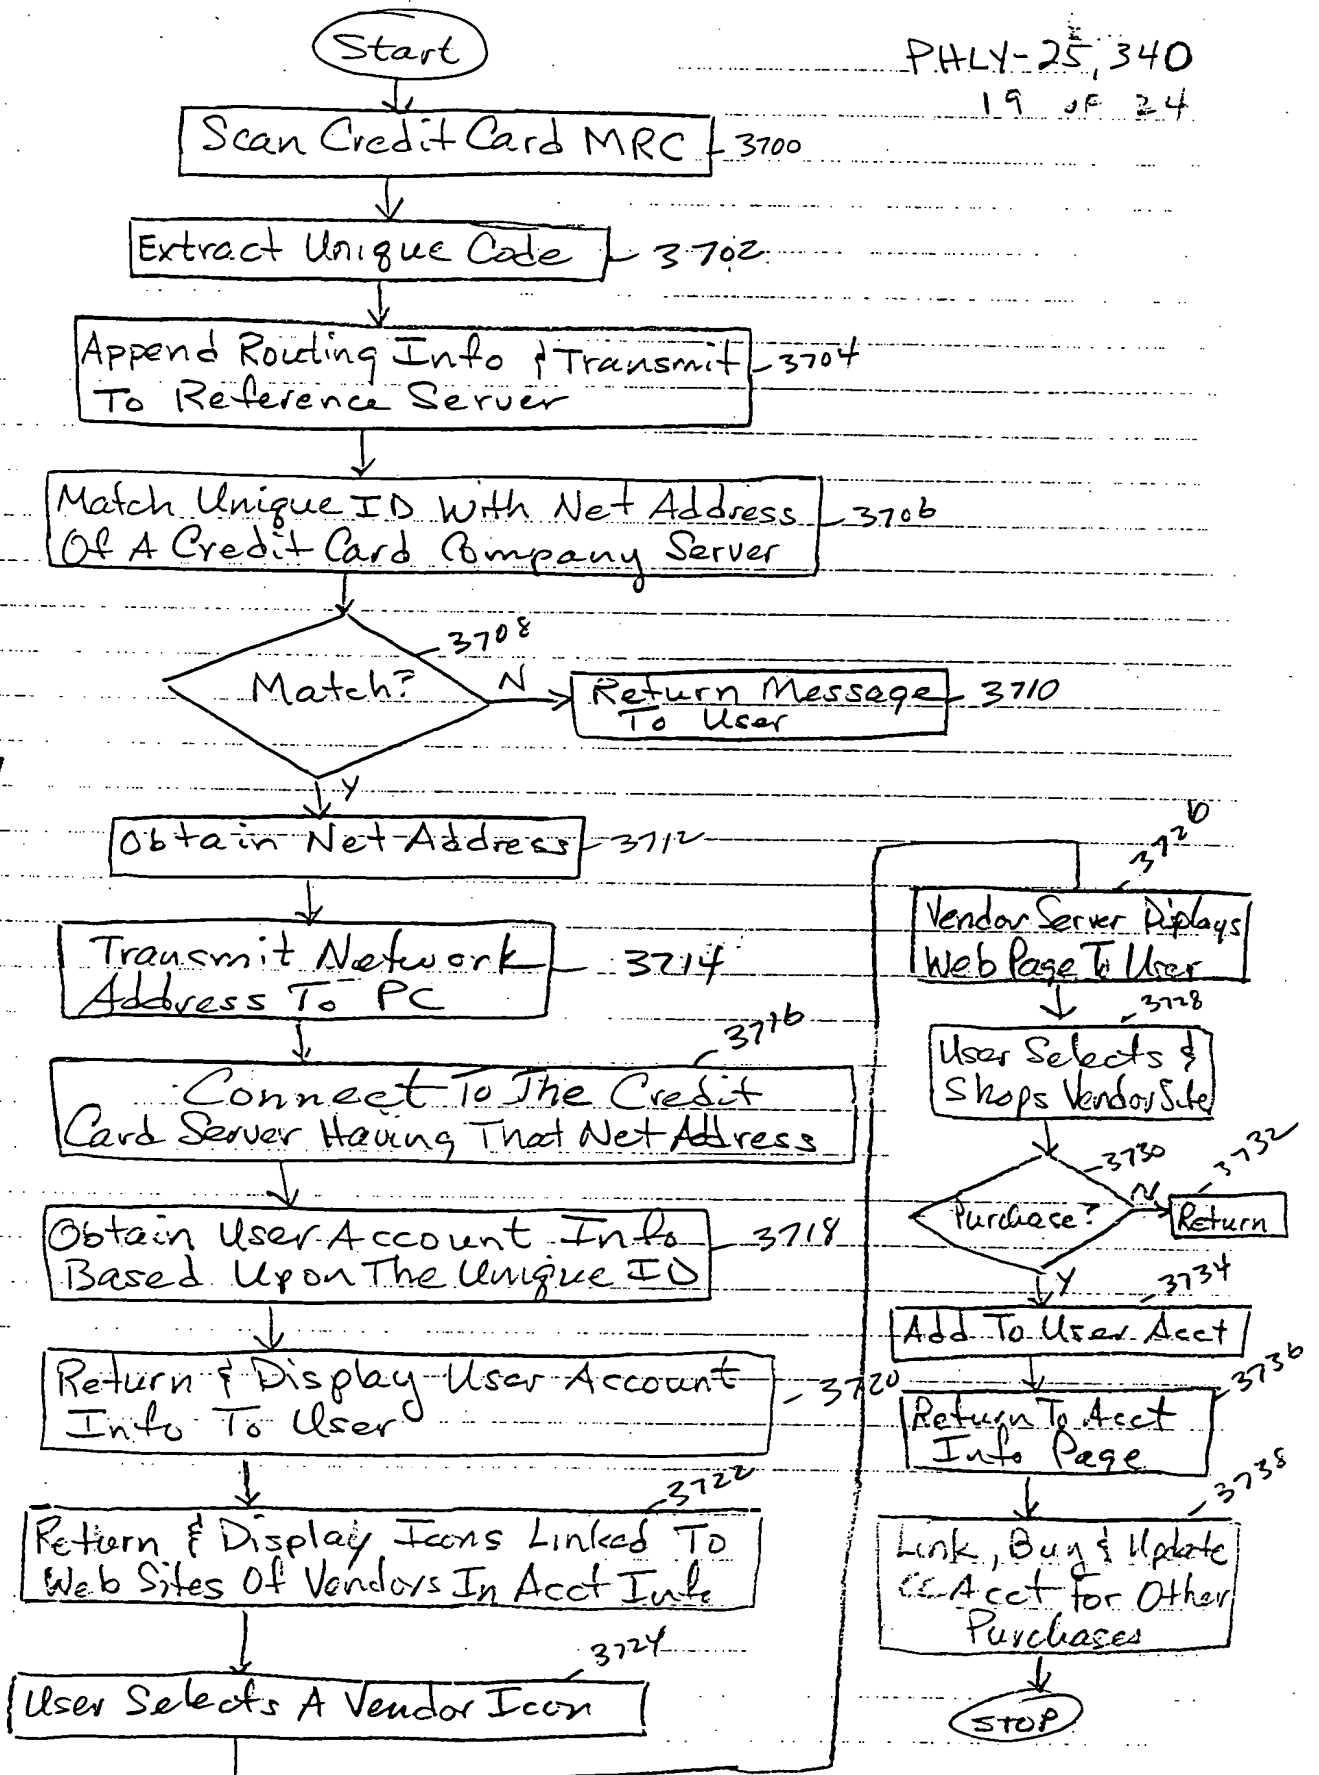 Start
PHLY-25,340
19 OF 24
Scan Credit Card MRC
3700
Extract Unique Code
3702
Append Routing Info & Transmit
To Reference Server
3704
Match Unique ID With Net Address
Of A Credit Card Company Server
3706
Match?
3708
N
Return Message
To User
3710
Y
Obtain Net Address
3712
Transmit Network
Address To PC
3714
Connect To The Credit
Card Server Having That Net Address
3716
Obtain User Account Info
Based Upon The Unique ID
3718
Return & Display User Account
Info To User
3720
Return & Display Icons Linked To
Web Sites Of Vendors In Acct Info
3722
User Selects A Vendor Icon
3724
Vendor Server Diplays
Web Page To User
3726
User Selects &
Shops Vendor Site
3728
Purchase?
3730
N
Return
3732
Y
Add To User Acct
3734
Return To Acct
Info Page
3736
Link, Buy & Update
CC Acct for Other
Purchases
3738
STOP